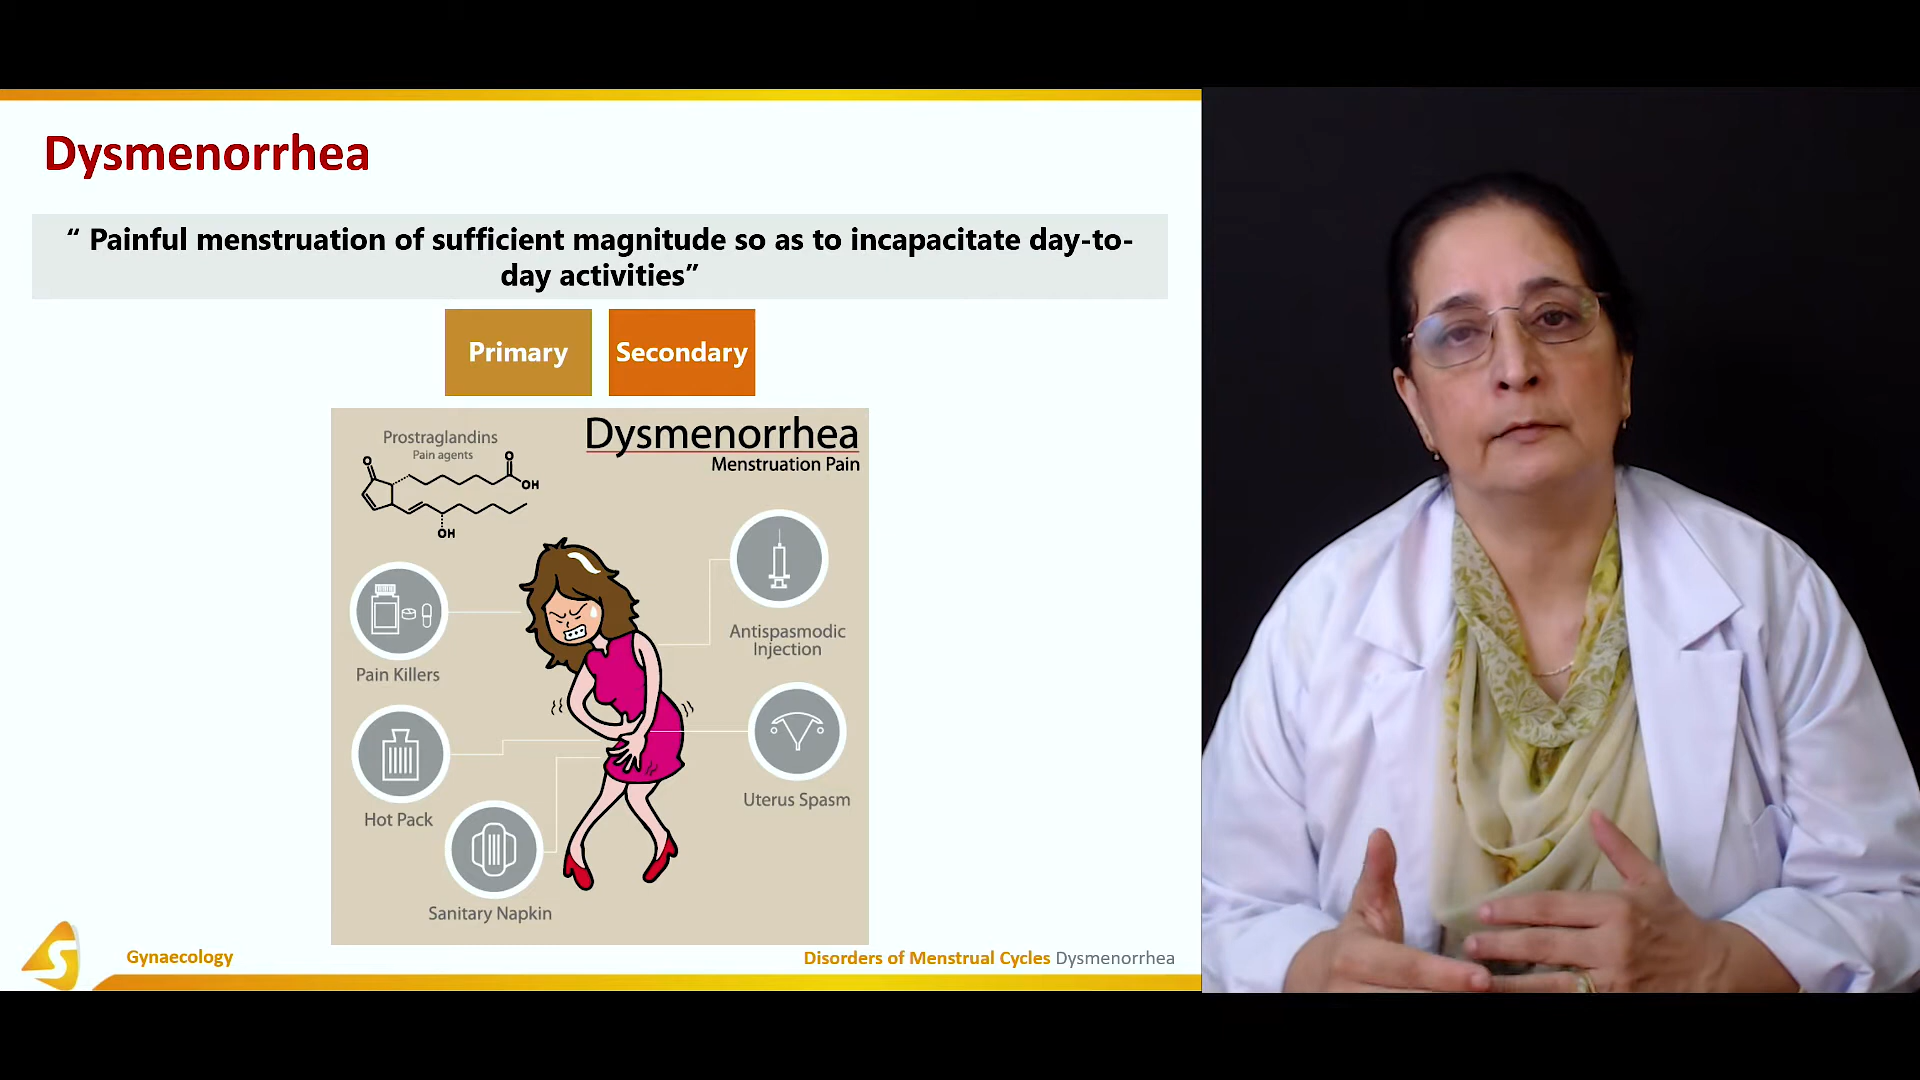 Dysmenorrhea
“ Painful menstruation of sufficient magnitude so as to incapacitate day-to-
day activities”
Primary
Secondary
Dysmenorrhea
Menstruation Pain
Prostraglandins
Pain agents
O
O
OH
OH
Pain Killers
Antispasmodic
Injection
Hot Pack
Uterus Spasm
Sanitary Napkin
S
Gynaecology
Disorders of Menstrual Cycles Dysmenorrhea